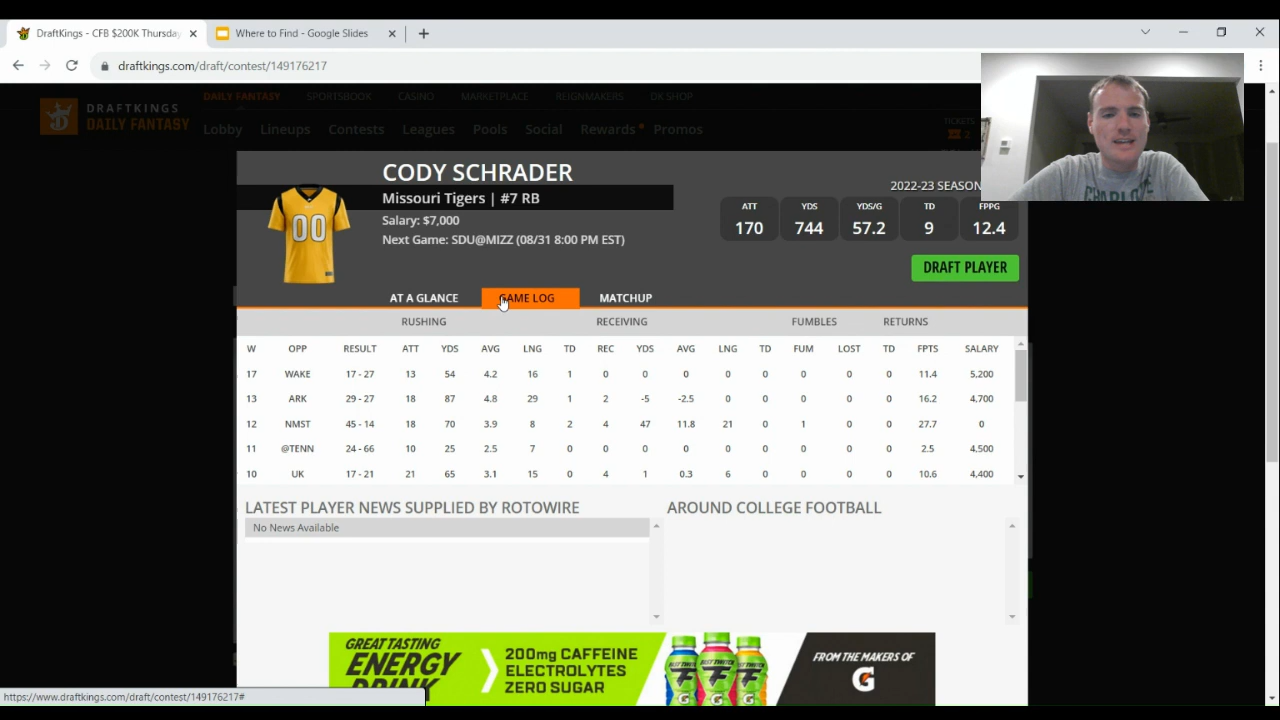 DraftKings - CFB $200K Thursday
Where to Find - Google Slides
draftkings.com/draft/contest/149176217
DRAFTKINGS
DAILY FANTASY
DAILY FANTASY SPORTSBOOK CASINO MARKETPLACE REIGNMAKERS DK SHOP
Lobby Lineups Contests Leagues Pools Social Rewards Promos
TICKETS
2
CODY SCHRADER
Missouri Tigers | #7 RB
Salary: $7,000
Next Game: SDU@MIZZ (08/31 8:00 PM EST)
00
2022-23 SEASON
ATT YDS YDS/G TD FPPG
170 744 57.2 9 12.4
DRAFT PLAYER
AT A GLANCE GAME LOG MATCHUP
RUSHING RECEIVING FUMBLES RETURNS
W OPP RESULT ATT YDS AVG LNG TD REC YDS AVG LNG TD FUM LOST TD FPTS SALARY
17 WAKE 17 - 27 13 54 4.2 16 1 0 0 0 0 0 0 0 0 11.4 5,200
13 ARK 29 - 27 18 87 4.8 29 1 2 -5 -2.5 0 0 0 0 0 16.2 4,700
12 NMST 45 - 14 18 70 3.9 8 2 4 47 11.8 21 0 1 0 0 27.7 0
11 @TENN 24 - 66 10 25 2.5 7 0 0 0 0 0 0 0 0 0 2.5 4,500
10 UK 17 - 21 21 65 3.1 15 0 4 1 0.3 6 0 0 0 0 10.6 4,400
LATEST PLAYER NEWS SUPPLIED BY ROTOWIRE
No News Available
AROUND COLLEGE FOOTBALL
GREAT TASTING
ENERGY
DRINK
200mg CAFFEINE
ELECTROLYTES
ZERO SUGAR
FROM THE MAKERS OF
G
https://www.draftkings.com/draft/contest/149176217#